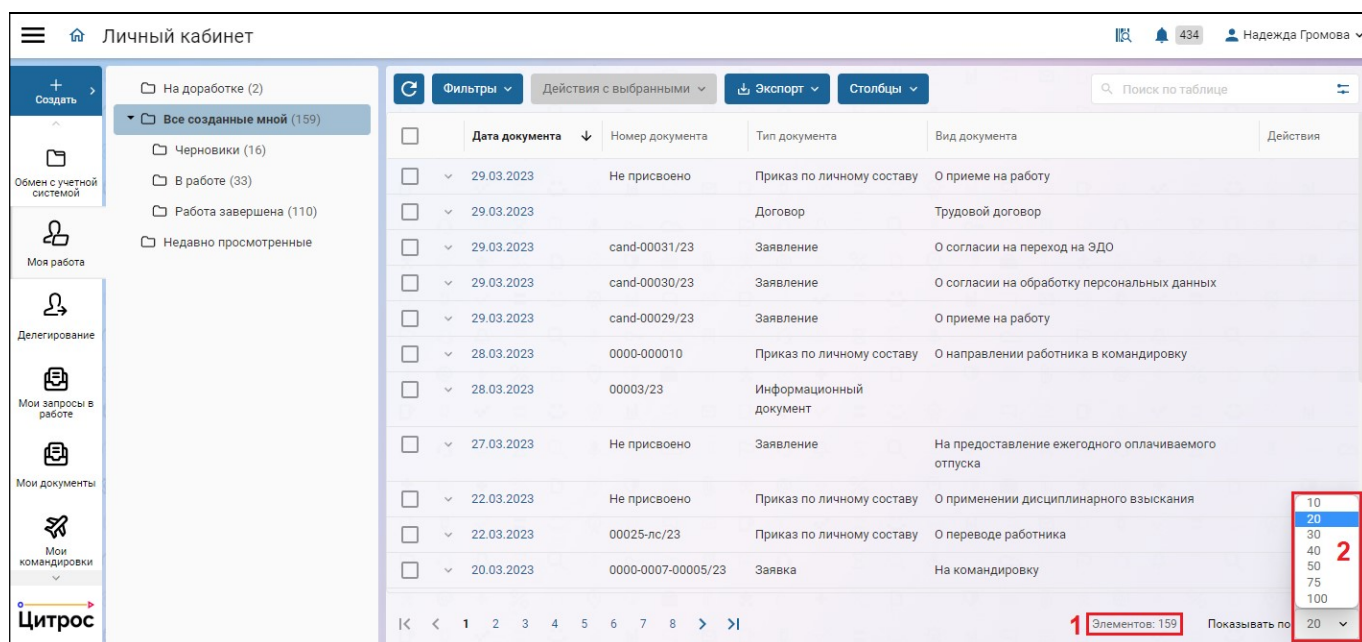 Личный кабинет
434
Надежда Громова
Создать
Обмен с учетной
системой
Моя работа
Делегирование
Мои запросы в
работе
Мои документы
Мои
командировки
Цитрос
На доработке (2)
Все созданные мной (159)
Черновики (16)
В работе (33)
Работа завершена (110)
Недавно просмотренные
Фильтры Действия с выбранными Экспорт Столбцы Поиск по таблице
Дата документа Номер документа Тип документа Вид документа Действия
29.03.2023 Не присвоено Приказ по личному составу О приеме на работу
29.03.2023 Договор Трудовой договор
29.03.2023 cand-00031/23 Заявление О согласии на переход на ЭДО
29.03.2023 cand-00030/23 Заявление О согласии на обработку персональных данных
29.03.2023 cand-00029/23 Заявление О приеме на работу
28.03.2023 0000-000010 Приказ по личному составу О направлении работника в командировку
28.03.2023 00003/23 Информационный
документ
27.03.2023 Не присвоено Заявление На предоставление ежегодного оплачиваемого
отпуска
22.03.2023 Не присвоено Приказ по личному составу О применении дисциплинарного взыскания
22.03.2023 00025-лс/23 Приказ по личному составу О переводе работника
20.03.2023 0000-0007-00005/23 Заявка На командировку
10
20
30
40
50
75
100
2
1 2 3 4 5 6 7 8
1 Элементов: 159 Показывать по 20